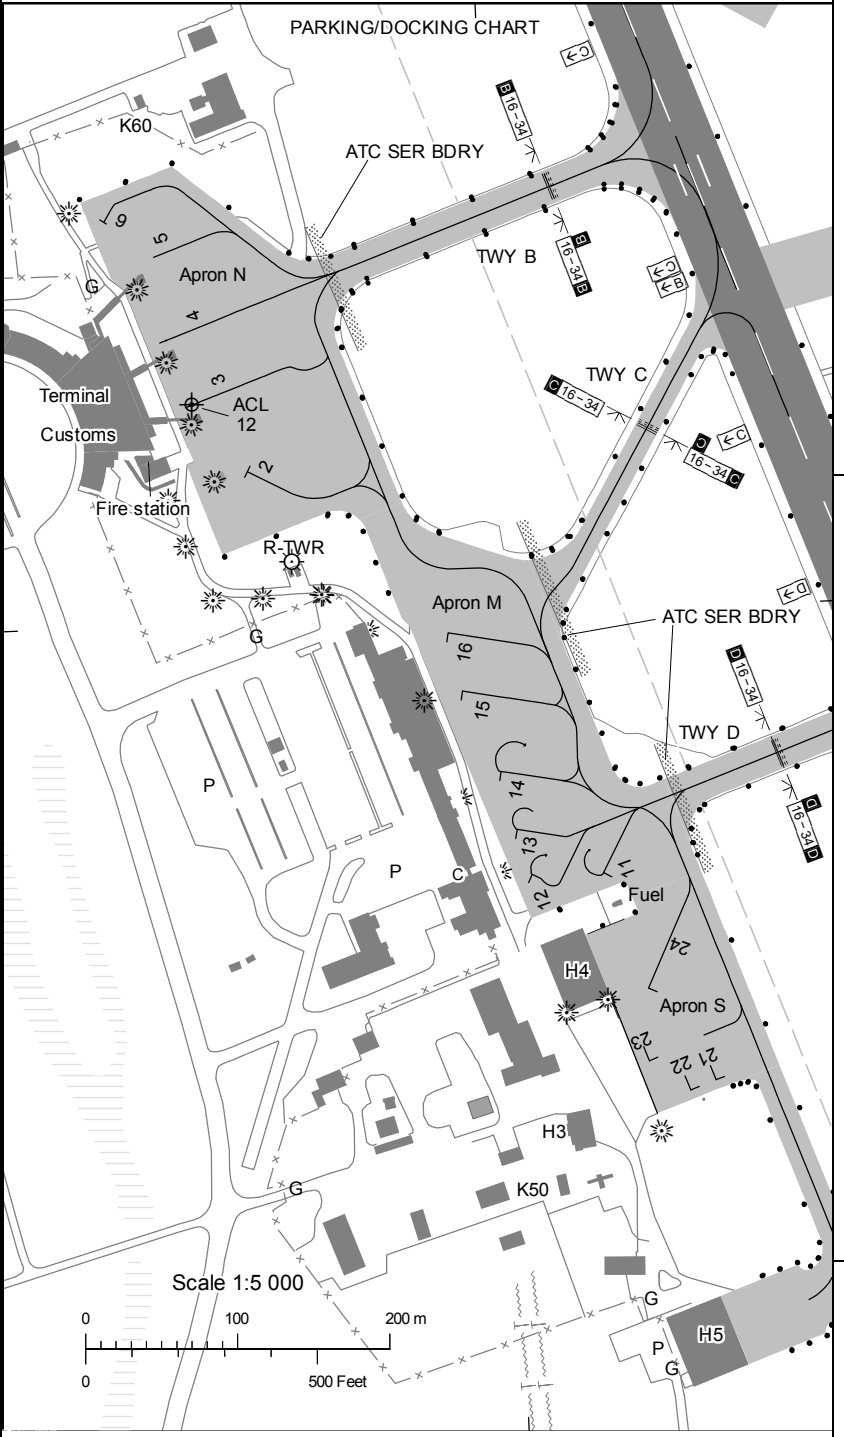 PARKING/DOCKING CHART
←C
B 16-34
K60
ATC SER BDRY
6
5
TWY B
B
16-34 B
Apron N
←C
←B
G
4
3
TWY C
C 16-34
Terminal
ACL
12
Customs
←C
C
16-34 C
2
Fire station
R-TWR
←D
Apron M
ATC SER BDRY
G
16
D 16-34
15
TWY D
P
14
D
16-34 D
13
P
C
12
11
Fuel
24
H4
Apron S
23
22
21
H3
G
K50
Scale 1:5 000
0 100 200 m
0 500 Feet
G
H5
P
G